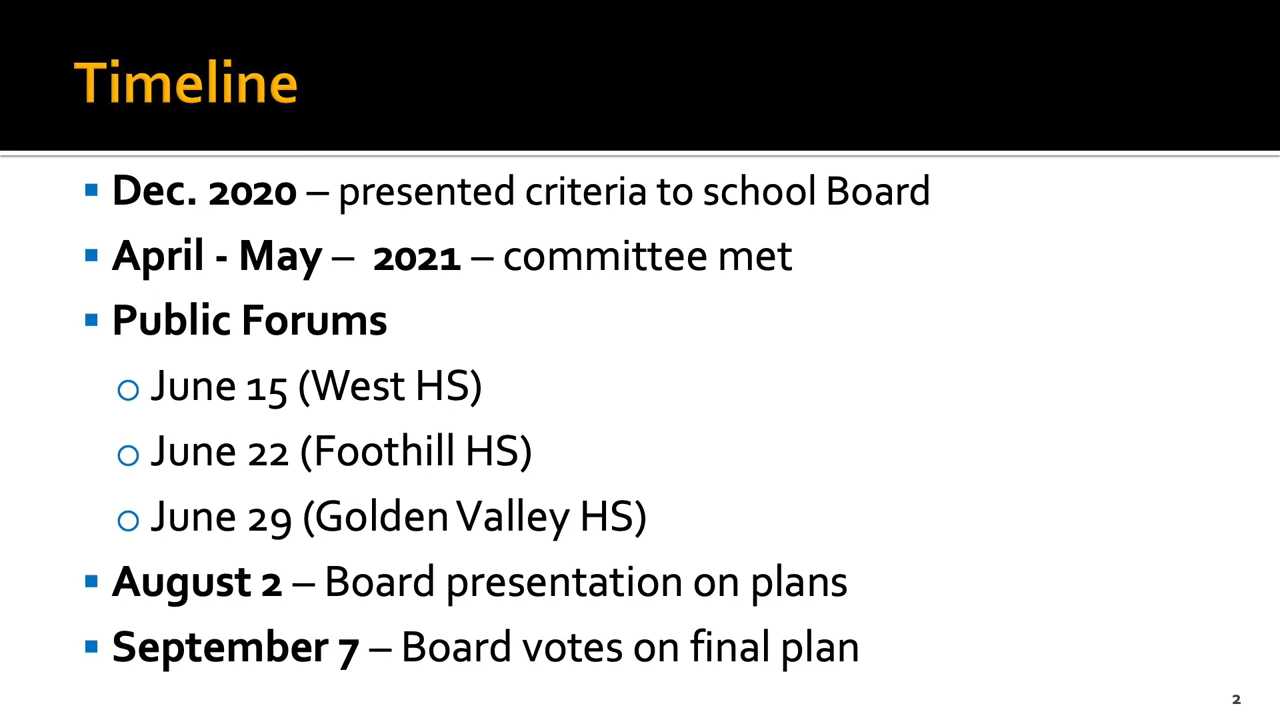 Timeline
▪ Dec. 2020 – presented criteria to school Board
▪ April - May – 2021 – committee met
▪ Public Forums
o June 15 (West HS)
o June 22 (Foothill HS)
o June 29 (Golden Valley HS)
▪ August 2 – Board presentation on plans
▪ September 7 – Board votes on final plan
2